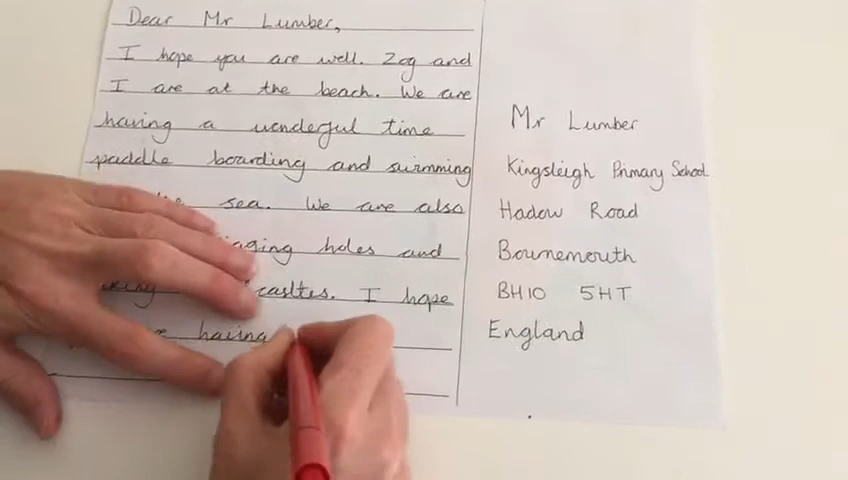 Dear Mr Lumber,
I hope you are well. Zog and
I are at the beach. We are
having a wonderful time
paddle boarding and swimming
sea. We are also
holes and
castles. I hope
having
Mr Lumber
Kingsleigh Primary School
Hadow Road
Bournemouth
BH10 5HT
England